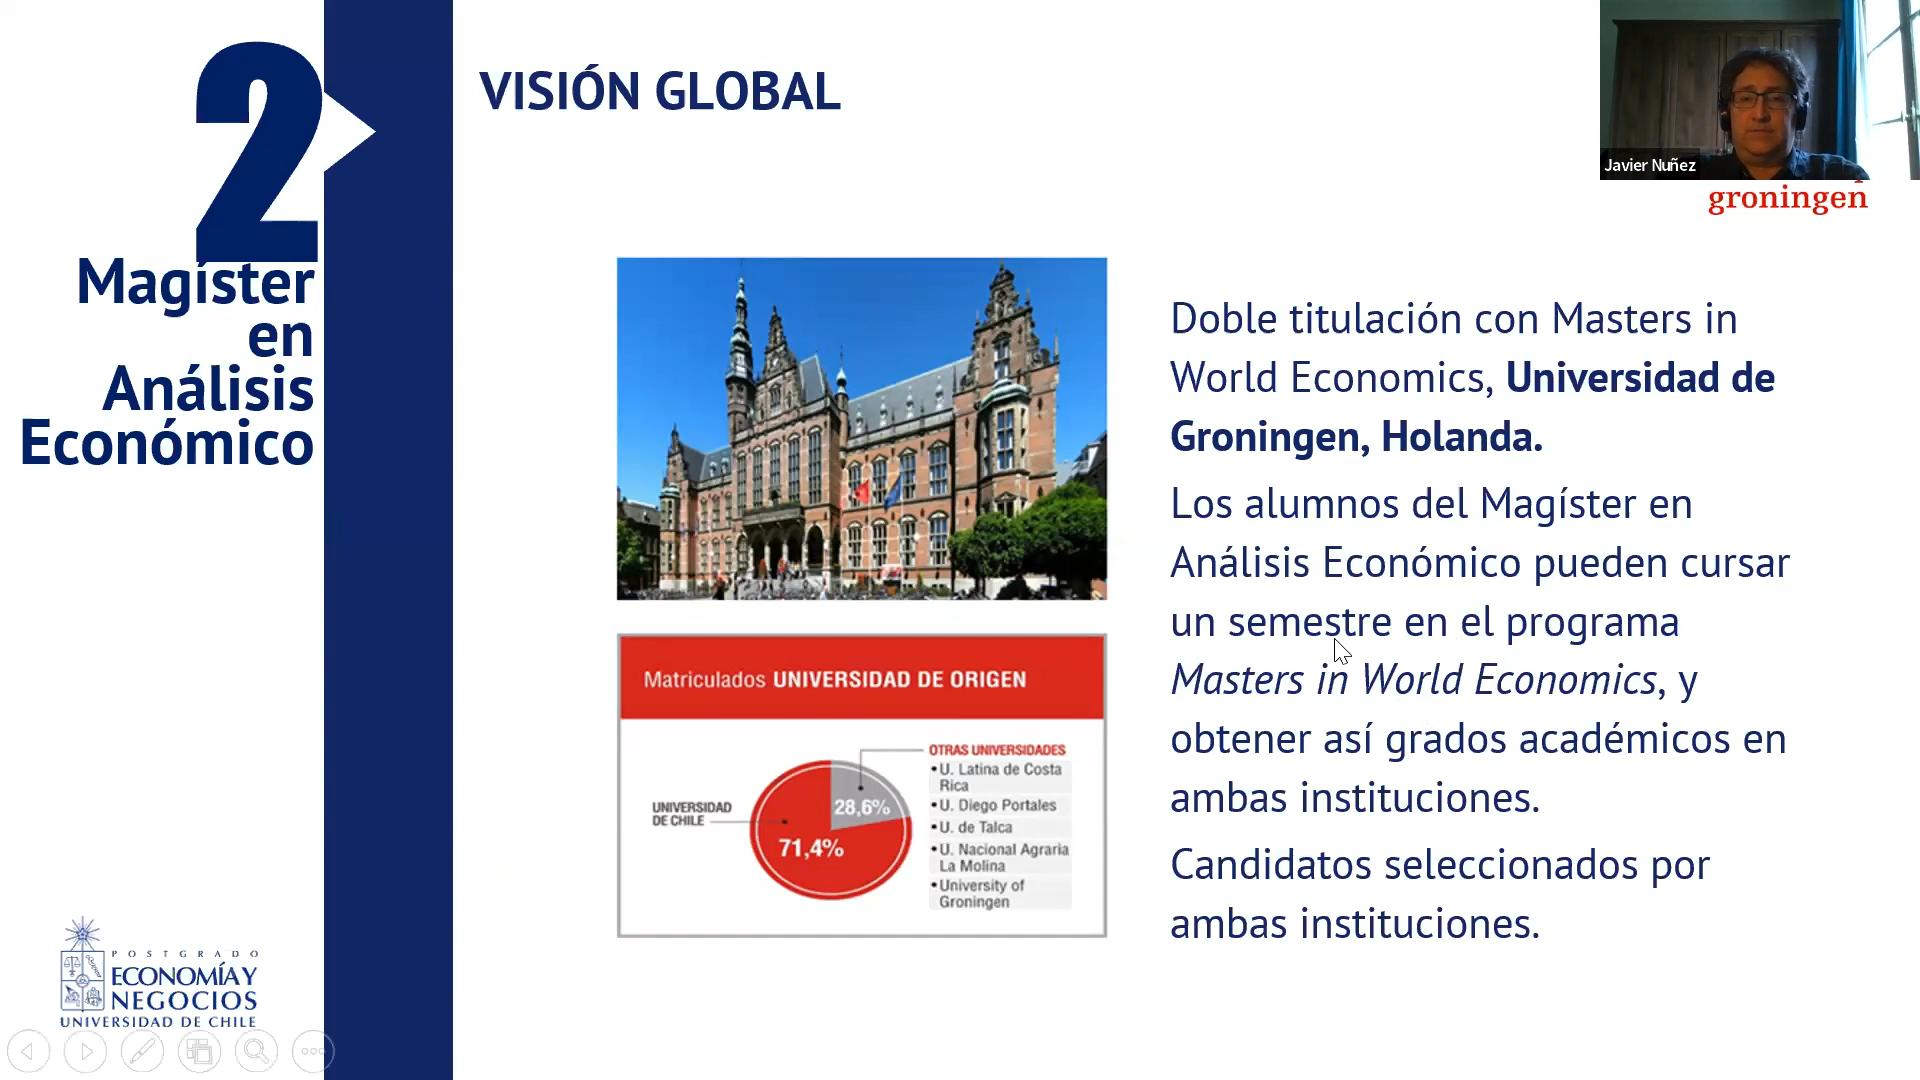 2
Magíster
en
Análisis
Económico
VISIÓN GLOBAL
Javier Nuñez
groningen
Doble titulación con Masters in
World Economics, Universidad de
Groningen, Holanda.
Los alumnos del Magíster en
Análisis Económico pueden cursar
un semestre en el programa
Masters in World Economics, y
obtener así grados académicos en
ambas instituciones.
Candidatos seleccionados por
ambas instituciones.
Matriculados UNIVERSIDAD DE ORIGEN
OTRAS UNIVERSIDADES
•U. Latina de Costa
Rica
•U. Diego Portales
•U. de Talca
•U. Nacional Agraria
La Molina
•University of
Groningen
UNIVERSIDAD
DE CHILE
28,6%
71,4%
POSTGRADO
ECONOMÍA Y
NEGOCIOS
UNIVERSIDAD DE CHILE